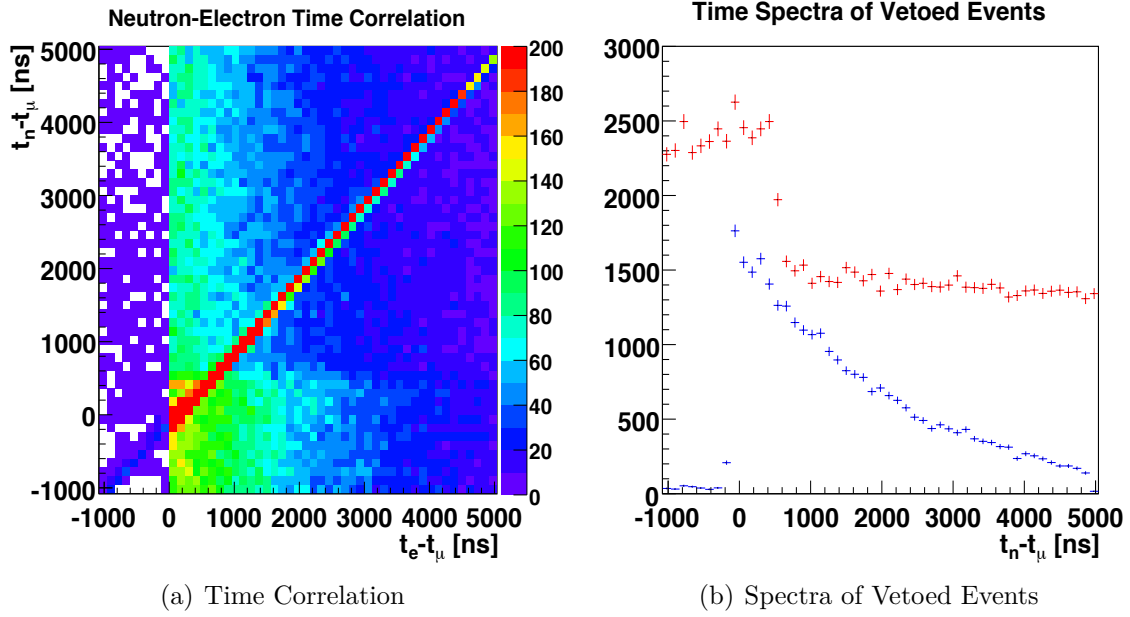 Neutron-Electron Time Correlation
t_n-t_μ [ns]
5000
4000
3000
2000
1000
0
-1000
-1000 0 1000 2000 3000 4000 5000
t_e-t_μ [ns]
200
180
160
140
120
100
80
60
40
20
0
(a) Time Correlation
Time Spectra of Vetoed Events
3000
2500
2000
1500
1000
500
0
-1000 0 1000 2000 3000 4000 5000
t_n-t_μ [ns]
(b) Spectra of Vetoed Events